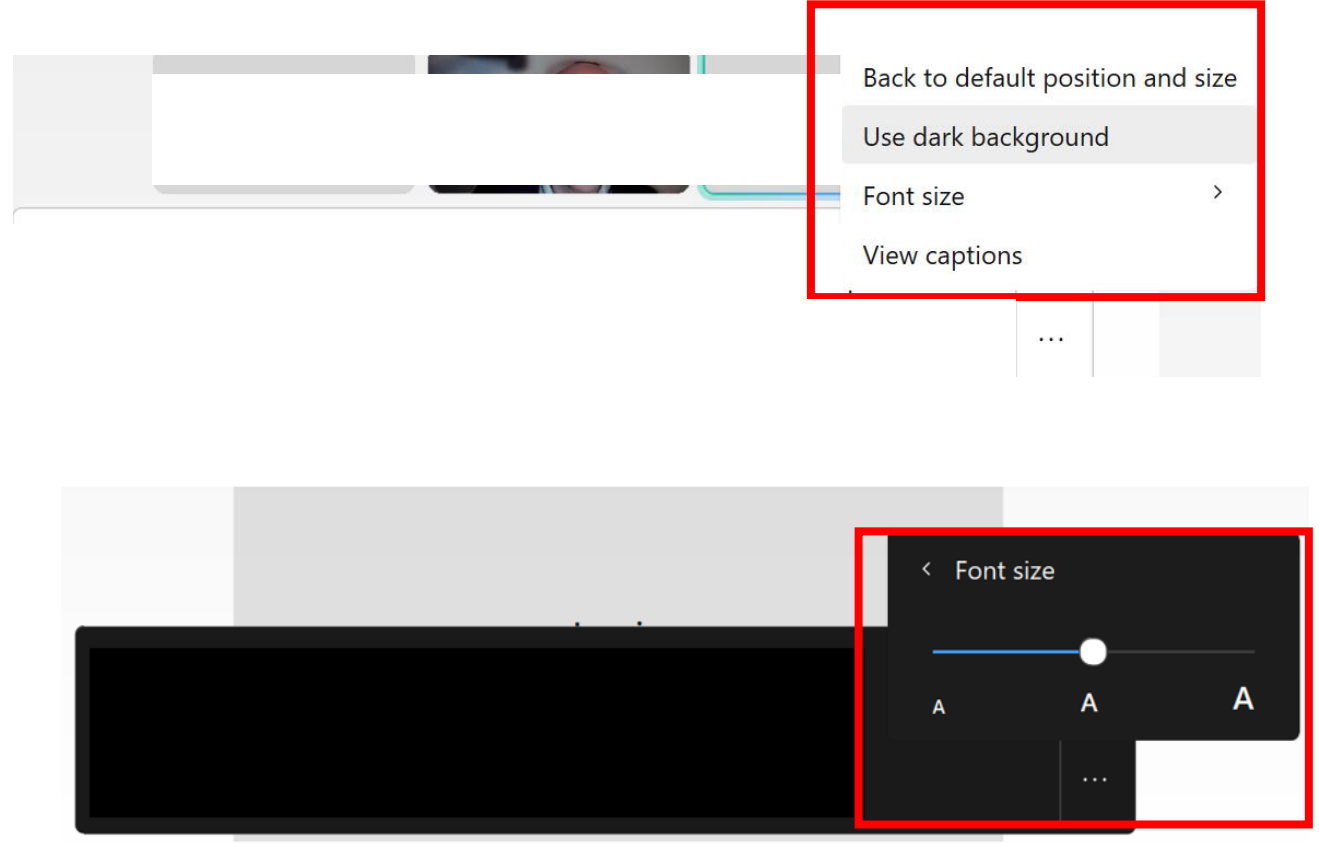 Back to default position and size
Use dark background
Font size >
View captions
...
< Font size
A A A
...